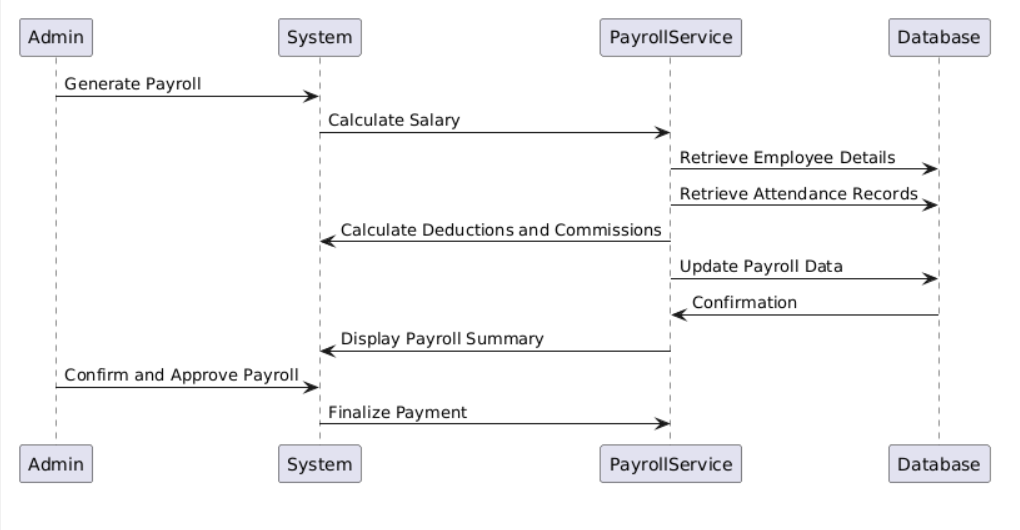 Admin System PayrollService Database
Generate Payroll
Calculate Salary
Retrieve Employee Details
Retrieve Attendance Records
Calculate Deductions and Commissions
Update Payroll Data
Confirmation
Display Payroll Summary
Confirm and Approve Payroll
Finalize Payment
Admin System PayrollService Database